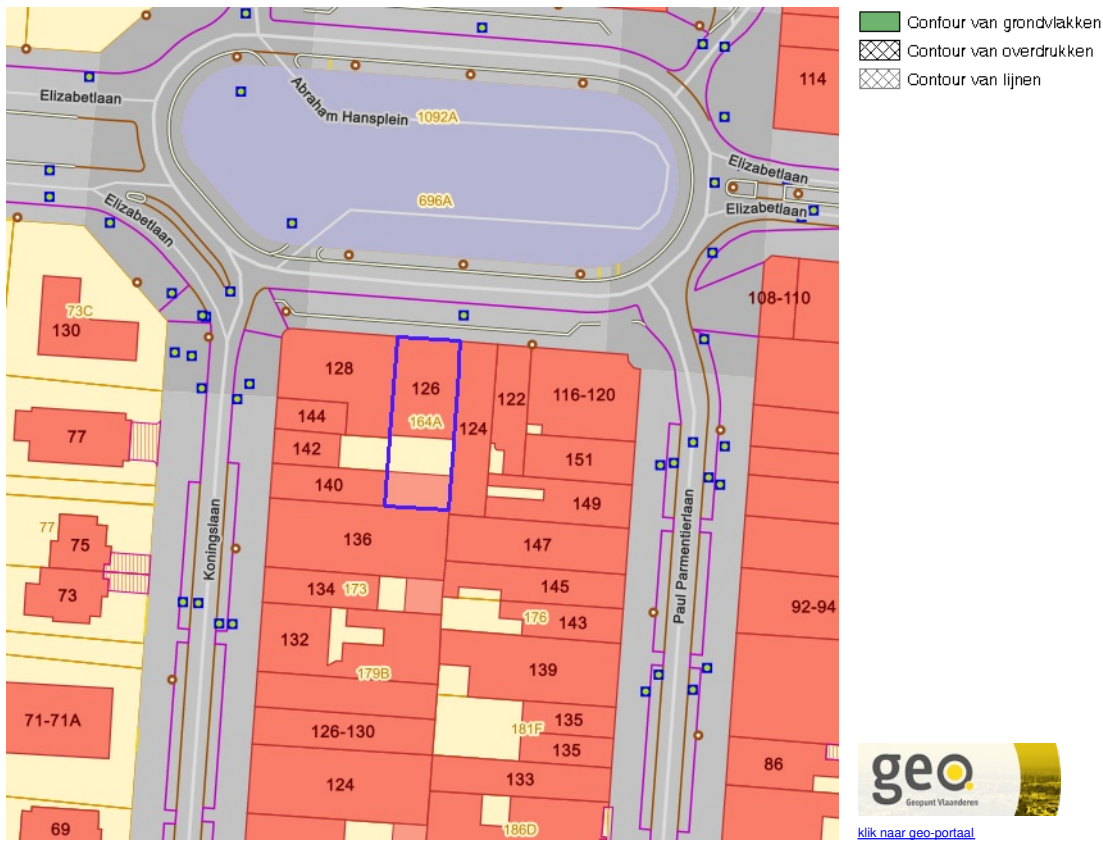 Contour van grondvlakken
Contour van overdrukken
Contour van lijnen
114
Elizabetlaan
Abraham Hansplein
1092A
Elizabetlaan
696A
Elizabetlaan
Elizabetlaan
108-110
73C
130
128
126
122
116-120
144
164A
124
77
142
151
140
149
77
75
136
147
Koningslaan
Paul Parmentierlaan
73
134
173
145
92-94
176
143
132
139
179B
71-71A
126-130
181F
135
135
86
124
133
69
186D
geo
Geopunt Vlaanderen
klik naar geo-portaal